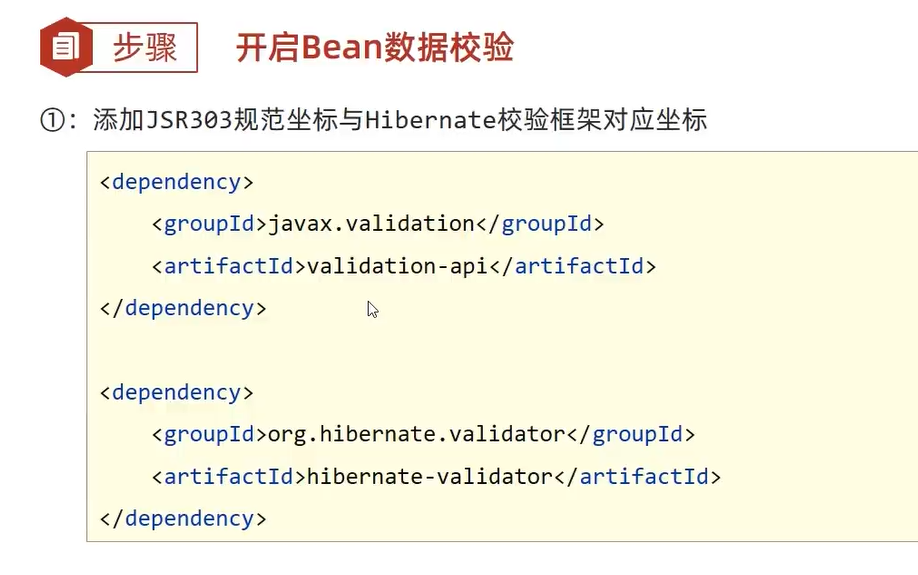 步骤
开启Bean数据校验
①：添加JSR303规范坐标与Hibernate校验框架对应坐标
<dependency>
    <groupId>javax.validation</groupId>
    <artifactId>validation-api</artifactId>
</dependency>
<dependency>
    <groupId>org.hibernate.validator</groupId>
    <artifactId>hibernate-validator</artifactId>
</dependency>